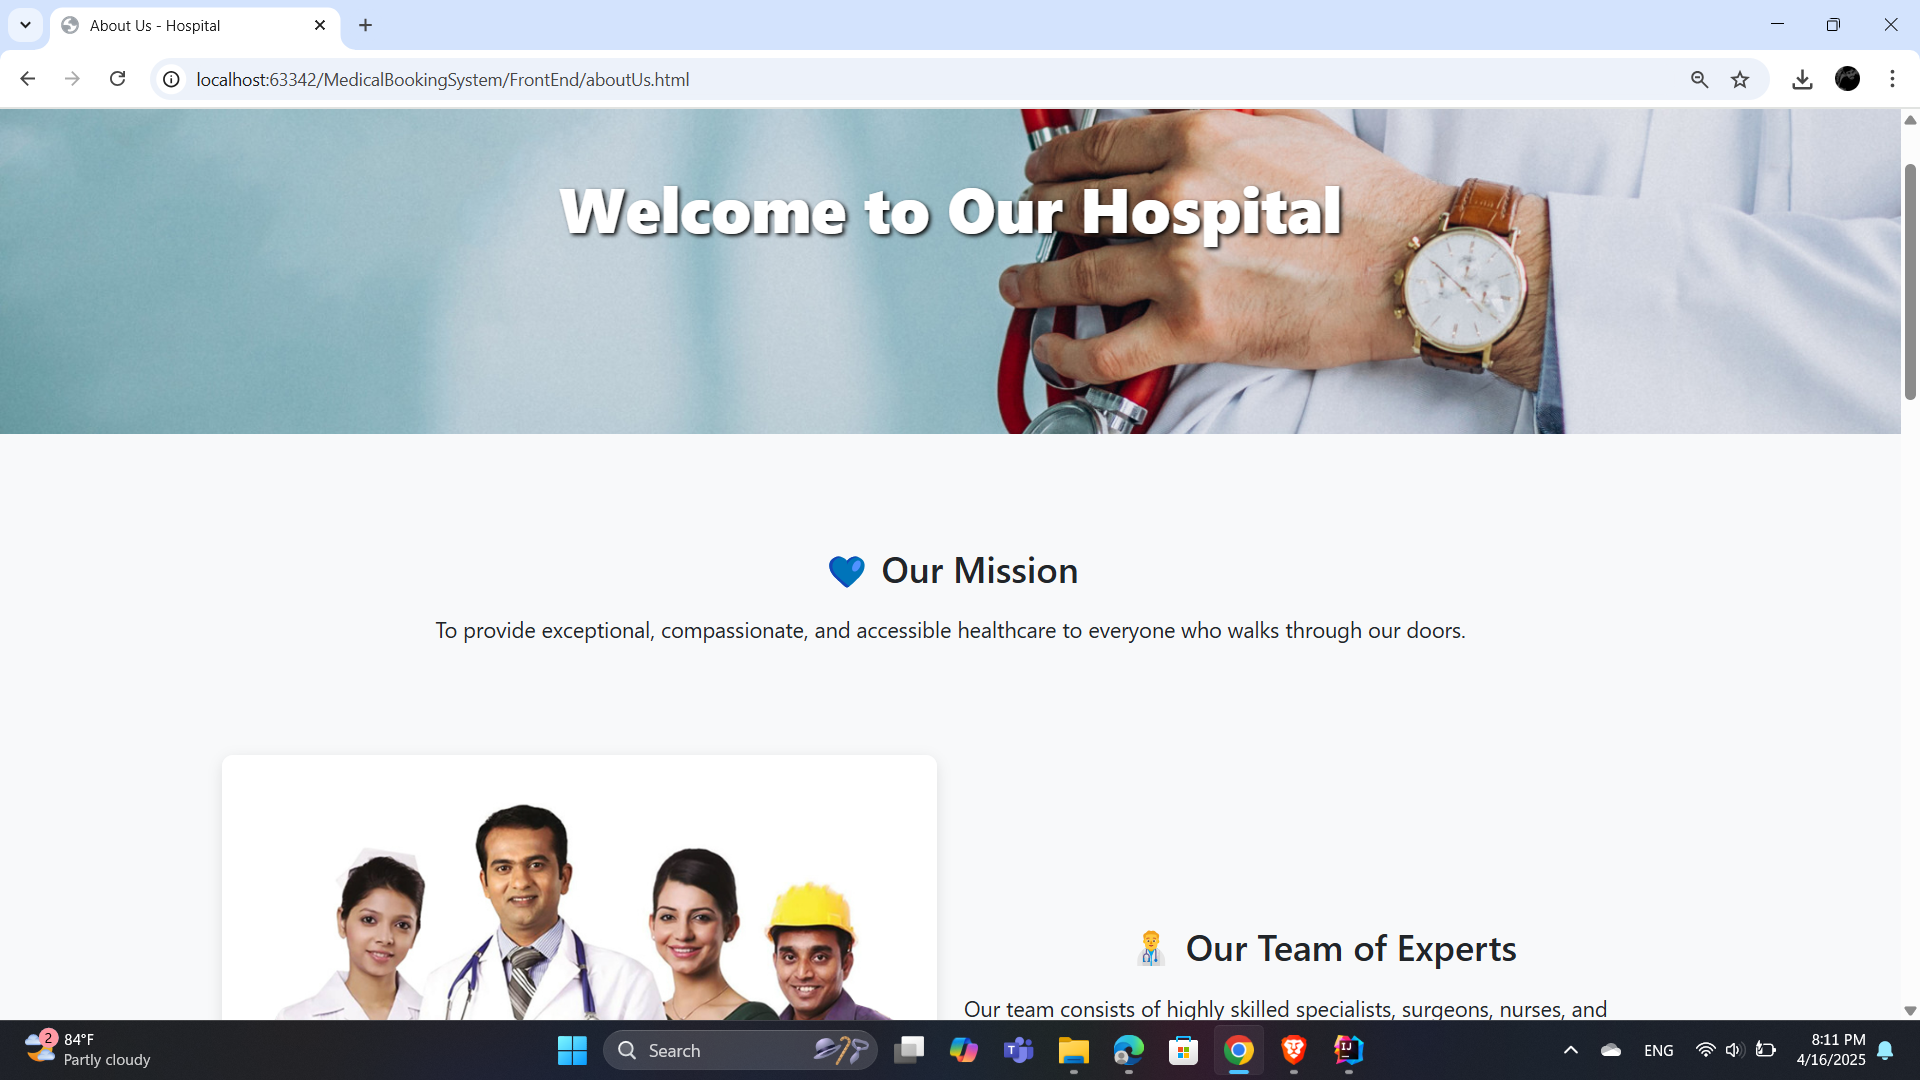 About Us - Hospital
localhost:63342/MedicalBookingSystem/FrontEnd/aboutUs.html
Welcome to Our Hospital
💙 Our Mission
To provide exceptional, compassionate, and accessible healthcare to everyone who walks through our doors.
👨‍⚕️ Our Team of Experts
Our team consists of highly skilled specialists, surgeons, nurses, and
2
84°F
Partly cloudy
Search
ENG
8:11 PM
4/16/2025